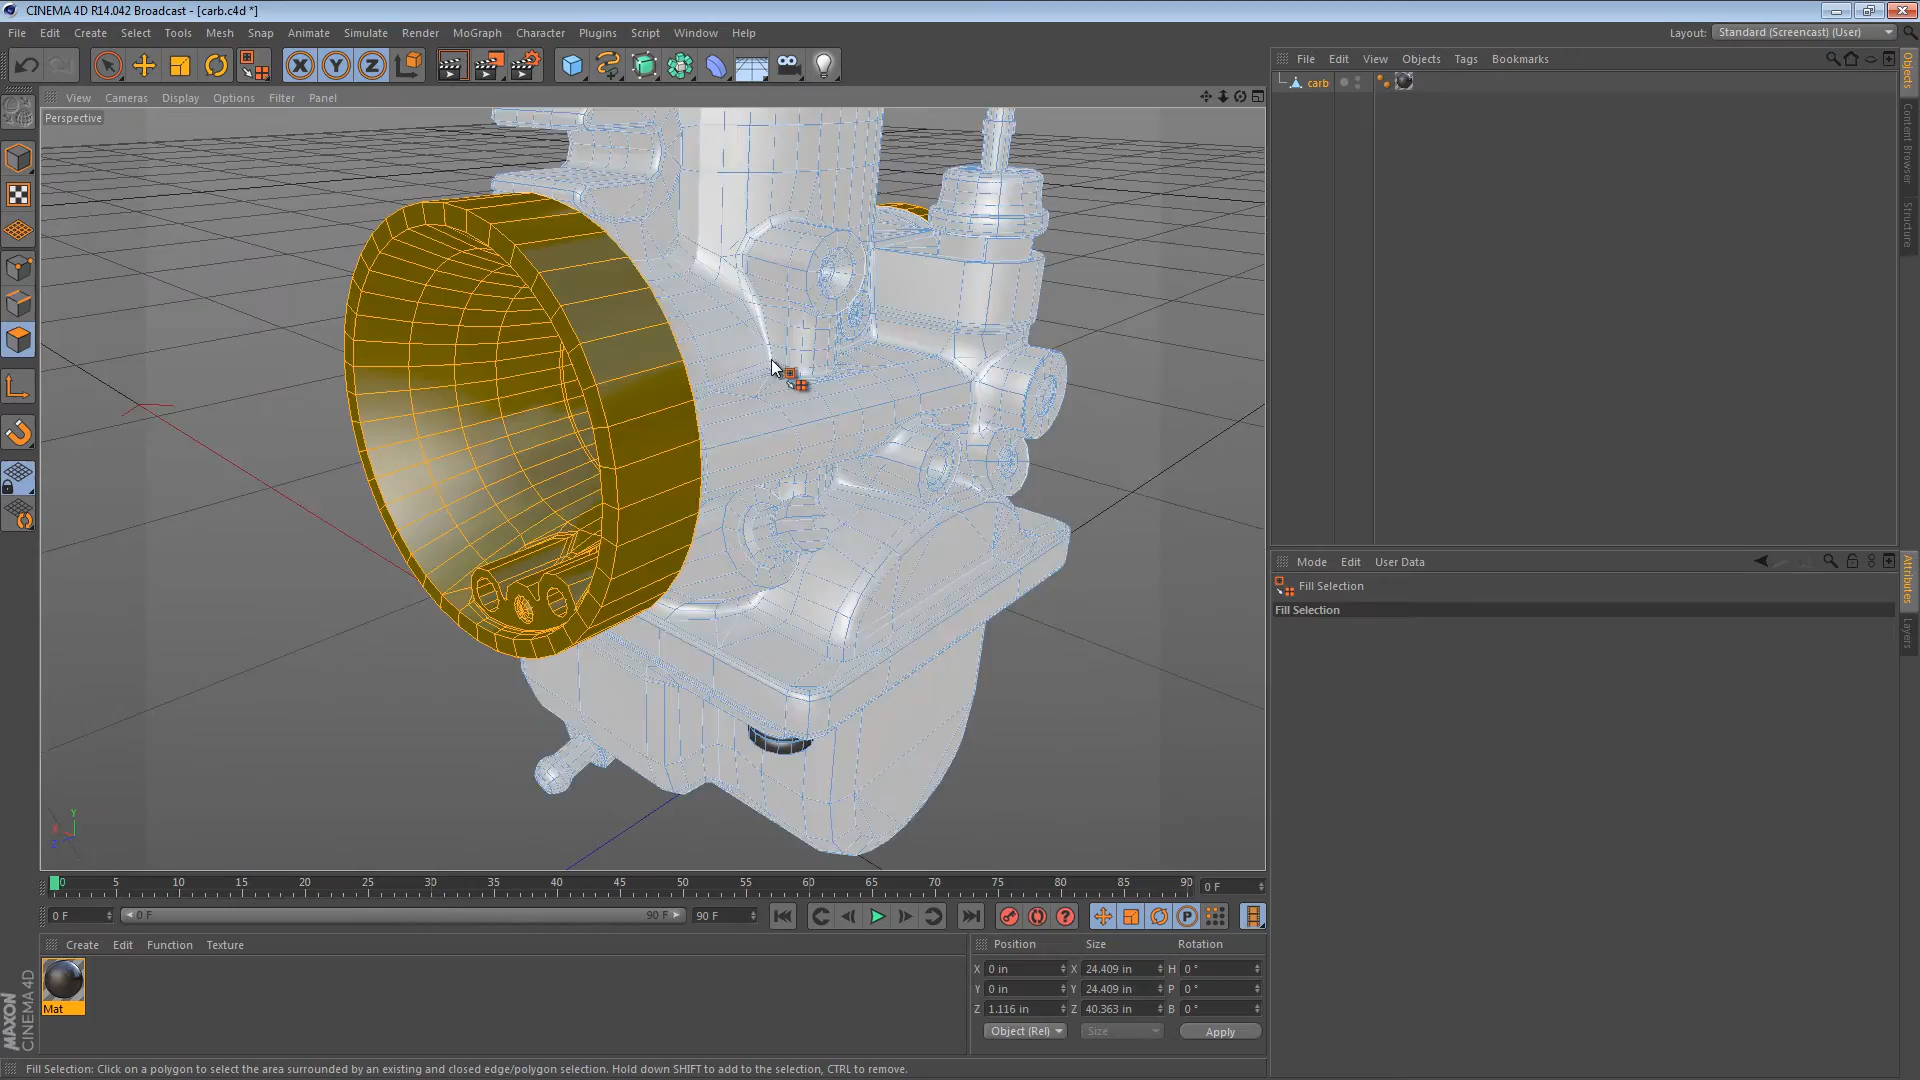 CINEMA 4D R14.042 Broadcast - [carb.c4d *]
File Edit Create Select Tools Mesh Snap Animate Simulate Render MoGraph Character Plugins Script Window Help
Layout: Standard (Screencast) (User)
View Cameras Display Options Filter Panel
File Edit View Objects Tags Bookmarks
carb
Objects
Content Browser
Structure
Perspective
Mode Edit User Data
Fill Selection
Fill Selection
Attributes
Layers
Y
X
Z
0 5 10 15 20 25 30 35 40 45 50 55 60 65 70 75 80 85 90
0 F
0 F 0 F 90 F 90 F
Create Edit Function Texture
Mat
MAXON CINEMA 4D
Position Size Rotation
X 0 in X 24.409 in H 0 °
Y 0 in Y 24.409 in P 0 °
Z 1.116 in Z 40.363 in B 0 °
Object (Rel) Size Apply
Fill Selection: Click on a polygon to select the area surrounded by an existing and closed edge/polygon selection. Hold down SHIFT to add to the selection, CTRL to remove.